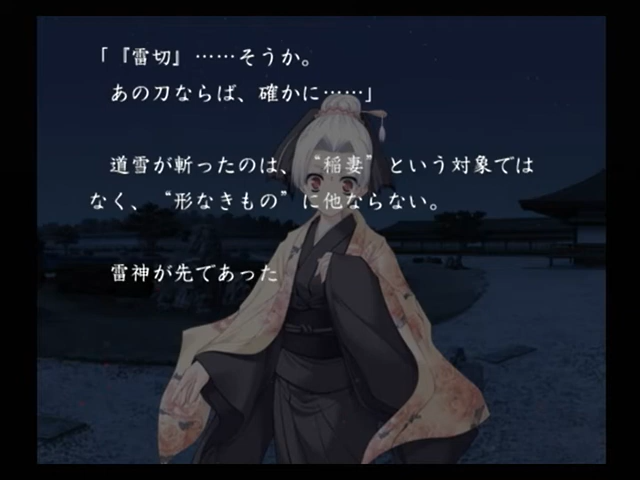 「『雷切』……そうか。
あの刀ならば、確かに……」
道雪が斬ったのは、“稲妻”という対象では
なく、“形なきもの”に他ならない。
雷神が先であった